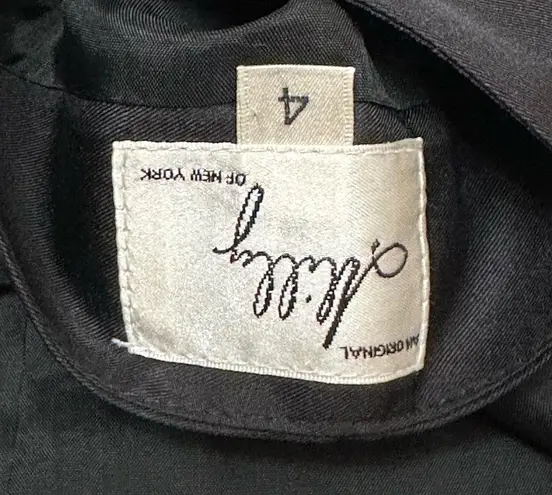 AN ORIGINAL
Milly
OF NEW YORK
4